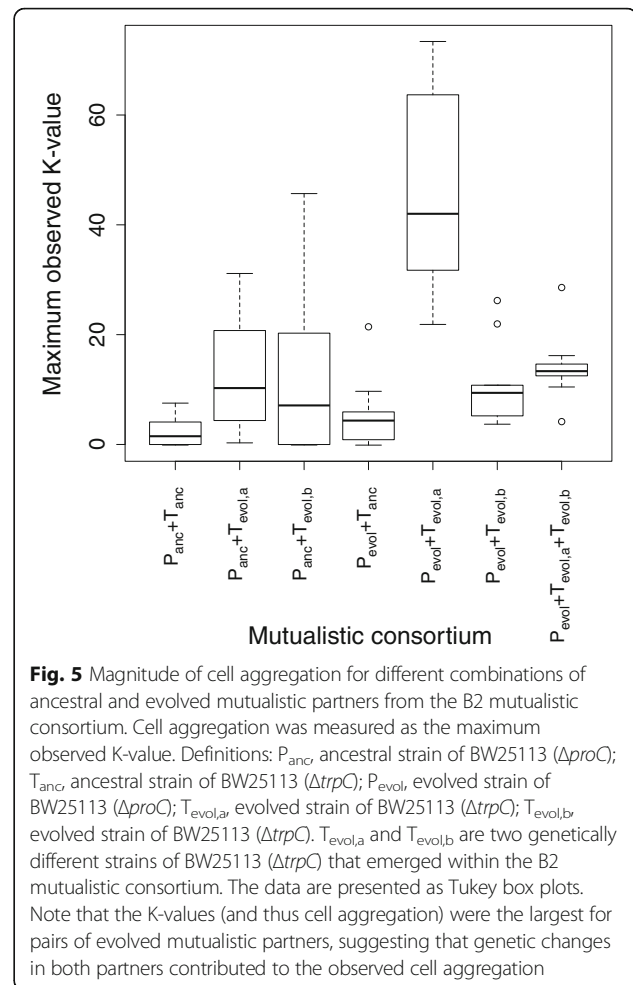 Maximum observed K-value
60
40
20
0
Panc+Tanc
Panc+Tevol,a
Panc+Tevol,b
Pevol+Tanc
Pevol+Tevol,a
Pevol+Tevol,b
Pevol+Tevol,a+Tevol,b
Mutualistic consortium
Fig. 5 Magnitude of cell aggregation for different combinations of
ancestral and evolved mutualistic partners from the B2 mutualistic
consortium. Cell aggregation was measured as the maximum
observed K-value. Definitions: Panc, ancestral strain of BW25113 (ΔproC);
Tanc, ancestral strain of BW25113 (ΔtrpC); Pevol, evolved strain of
BW25113 (ΔproC); Tevol,a, evolved strain of BW25113 (ΔtrpC); Tevol,b,
evolved strain of BW25113 (ΔtrpC). Tevol,a and Tevol,b are two genetically
different strains of BW25113 (ΔtrpC) that emerged within the B2
mutualistic consortium. The data are presented as Tukey box plots.
Note that the K-values (and thus cell aggregation) were the largest for
pairs of evolved mutualistic partners, suggesting that genetic changes
in both partners contributed to the observed cell aggregation